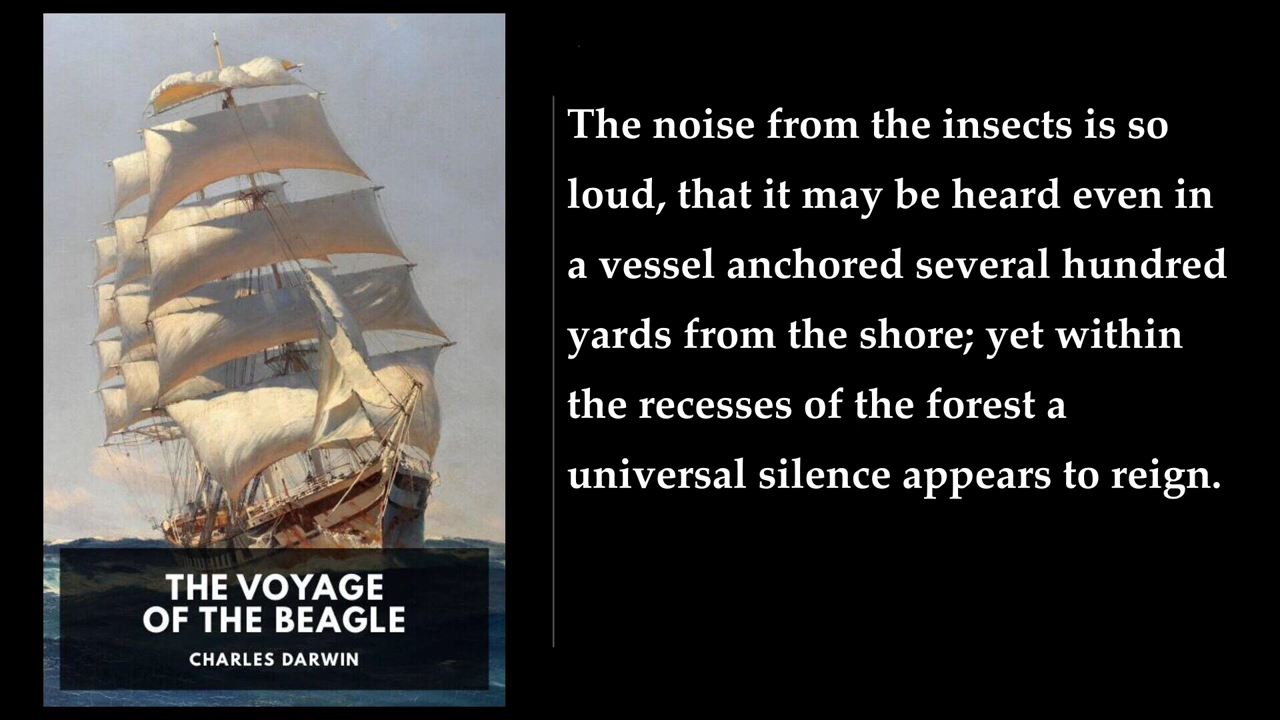 THE VOYAGE
OF THE BEAGLE
CHARLES DARWIN
The noise from the insects is so
loud, that it may be heard even in
a vessel anchored several hundred
yards from the shore; yet within
the recesses of the forest a
universal silence appears to reign.